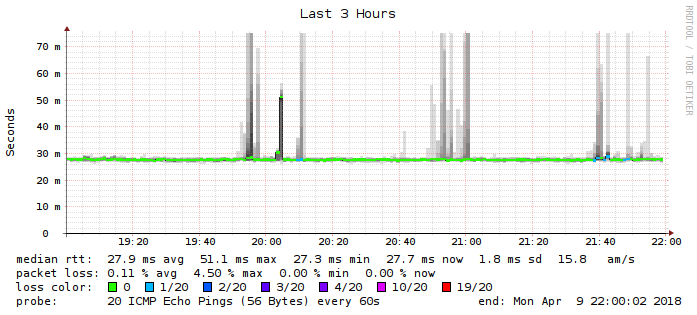 Last 3 Hours
RRDTOOL / TOBI OETIKER
Seconds
70 m
60 m
50 m
40 m
30 m
20 m
10 m
0
19:20 19:40 20:00 20:20 20:40 21:00 21:20 21:40 22:00
median rtt: 27.9 ms avg 51.1 ms max 27.3 ms min 27.7 ms now 1.8 ms sd 15.8 am/s
packet loss: 0.11 % avg 4.50 % max 0.00 % min 0.00 % now
loss color: 0 1/20 2/20 3/20 4/20 10/20 19/20
probe: 20 ICMP Echo Pings (56 Bytes) every 60s end: Mon Apr 9 22:00:02 2018